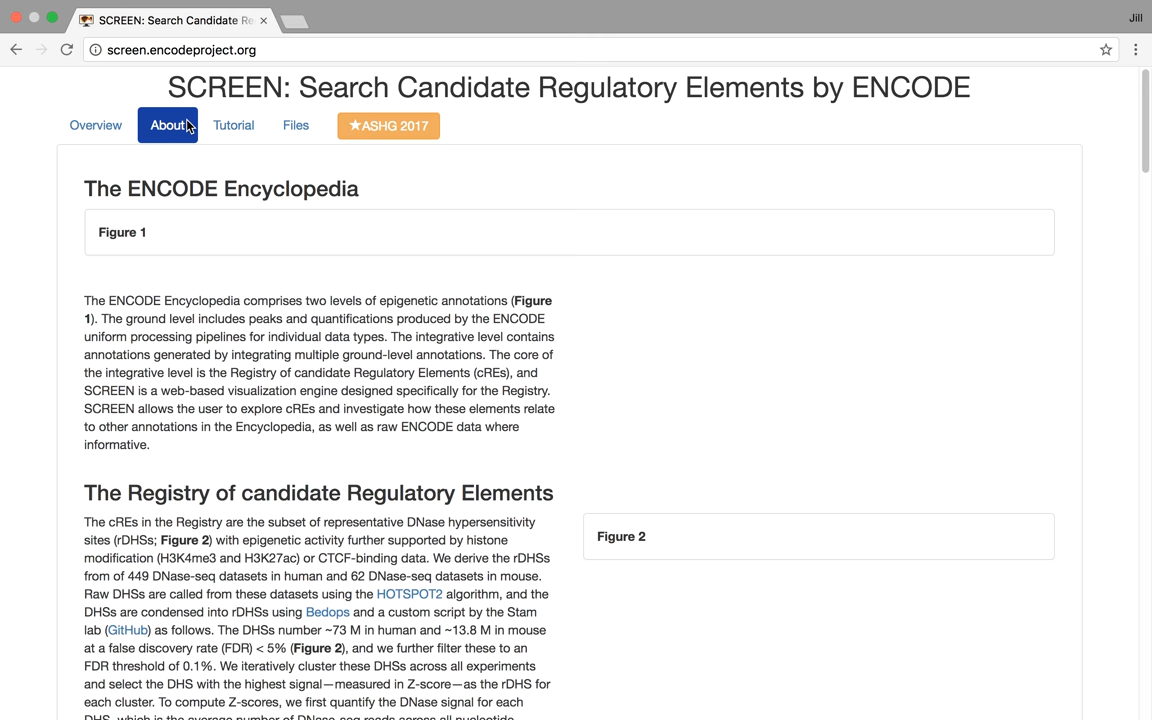 SCREEN: Search Candidate Re
Jill
screen.encodeproject.org
SCREEN: Search Candidate Regulatory Elements by ENCODE
Overview
About
Tutorial
Files
★ASHG 2017
The ENCODE Encyclopedia
Figure 1
The ENCODE Encyclopedia comprises two levels of epigenetic annotations (Figure
1). The ground level includes peaks and quantifications produced by the ENCODE
uniform processing pipelines for individual data types. The integrative level contains
annotations generated by integrating multiple ground-level annotations. The core of
the integrative level is the Registry of candidate Regulatory Elements (cREs), and
SCREEN is a web-based visualization engine designed specifically for the Registry.
SCREEN allows the user to explore cREs and investigate how these elements relate
to other annotations in the Encyclopedia, as well as raw ENCODE data where
informative.
The Registry of candidate Regulatory Elements
The cREs in the Registry are the subset of representative DNase hypersensitivity
sites (rDHSs; Figure 2) with epigenetic activity further supported by histone
modification (H3K4me3 and H3K27ac) or CTCF-binding data. We derive the rDHSs
from of 449 DNase-seq datasets in human and 62 DNase-seq datasets in mouse.
Raw DHSs are called from these datasets using the HOTSPOT2 algorithm, and the
DHSs are condensed into rDHSs using Bedops and a custom script by the Stam
lab (GitHub) as follows. The DHSs number ~73 M in human and ~13.8 M in mouse
at a false discovery rate (FDR) < 5% (Figure 2), and we further filter these to an
FDR threshold of 0.1%. We iteratively cluster these DHSs across all experiments
and select the DHS with the highest signal—measured in Z-score—as the rDHS for
each cluster. To compute Z-scores, we first quantify the DNase signal for each
DHS, which is the average number of DNase-seq reads across all nucleotide
Figure 2